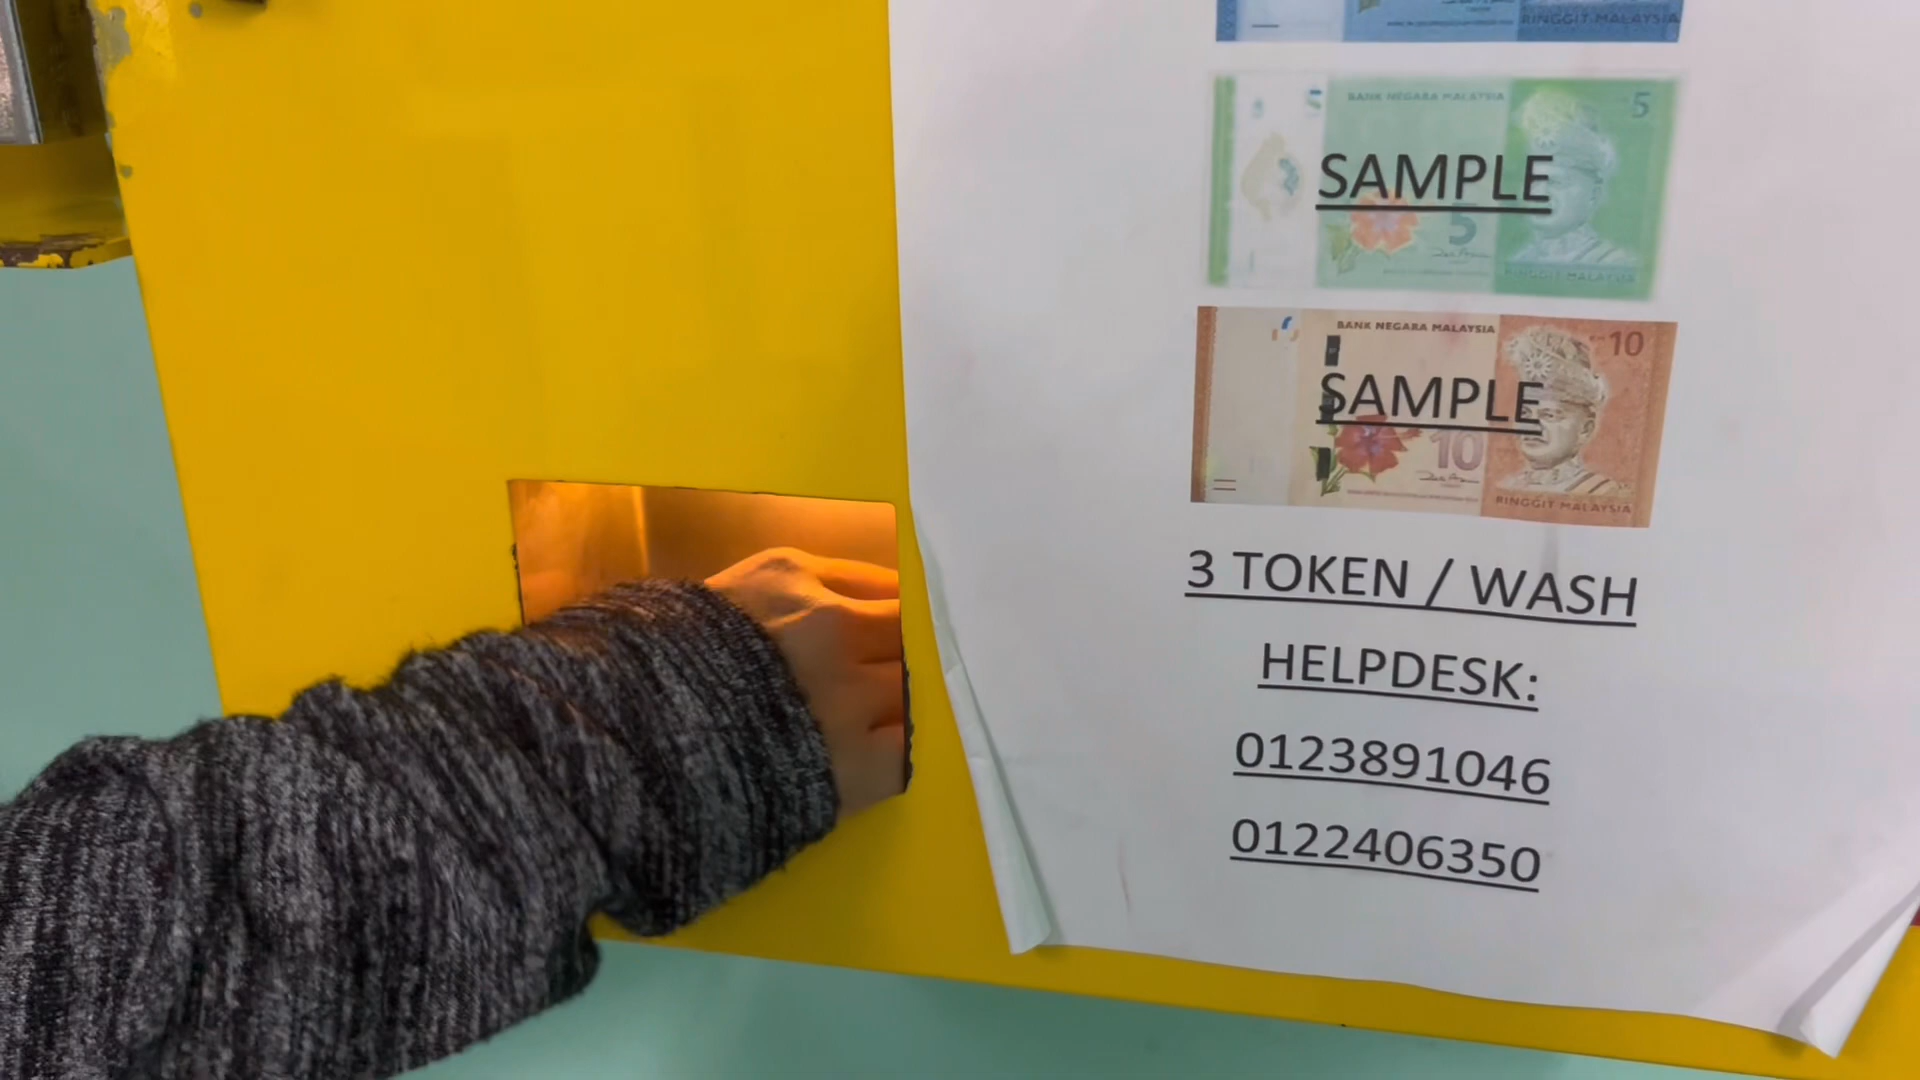 RINGGIT MALAYSIA
BANK NEGARA MALAYSIA
5
SAMPLE
5
RINGGIT MALAYSIA
BANK NEGARA MALAYSIA
10
SAMPLE
10
RINGGIT MALAYSIA
3 TOKEN / WASH
HELPDESK:
0123891046
0122406350